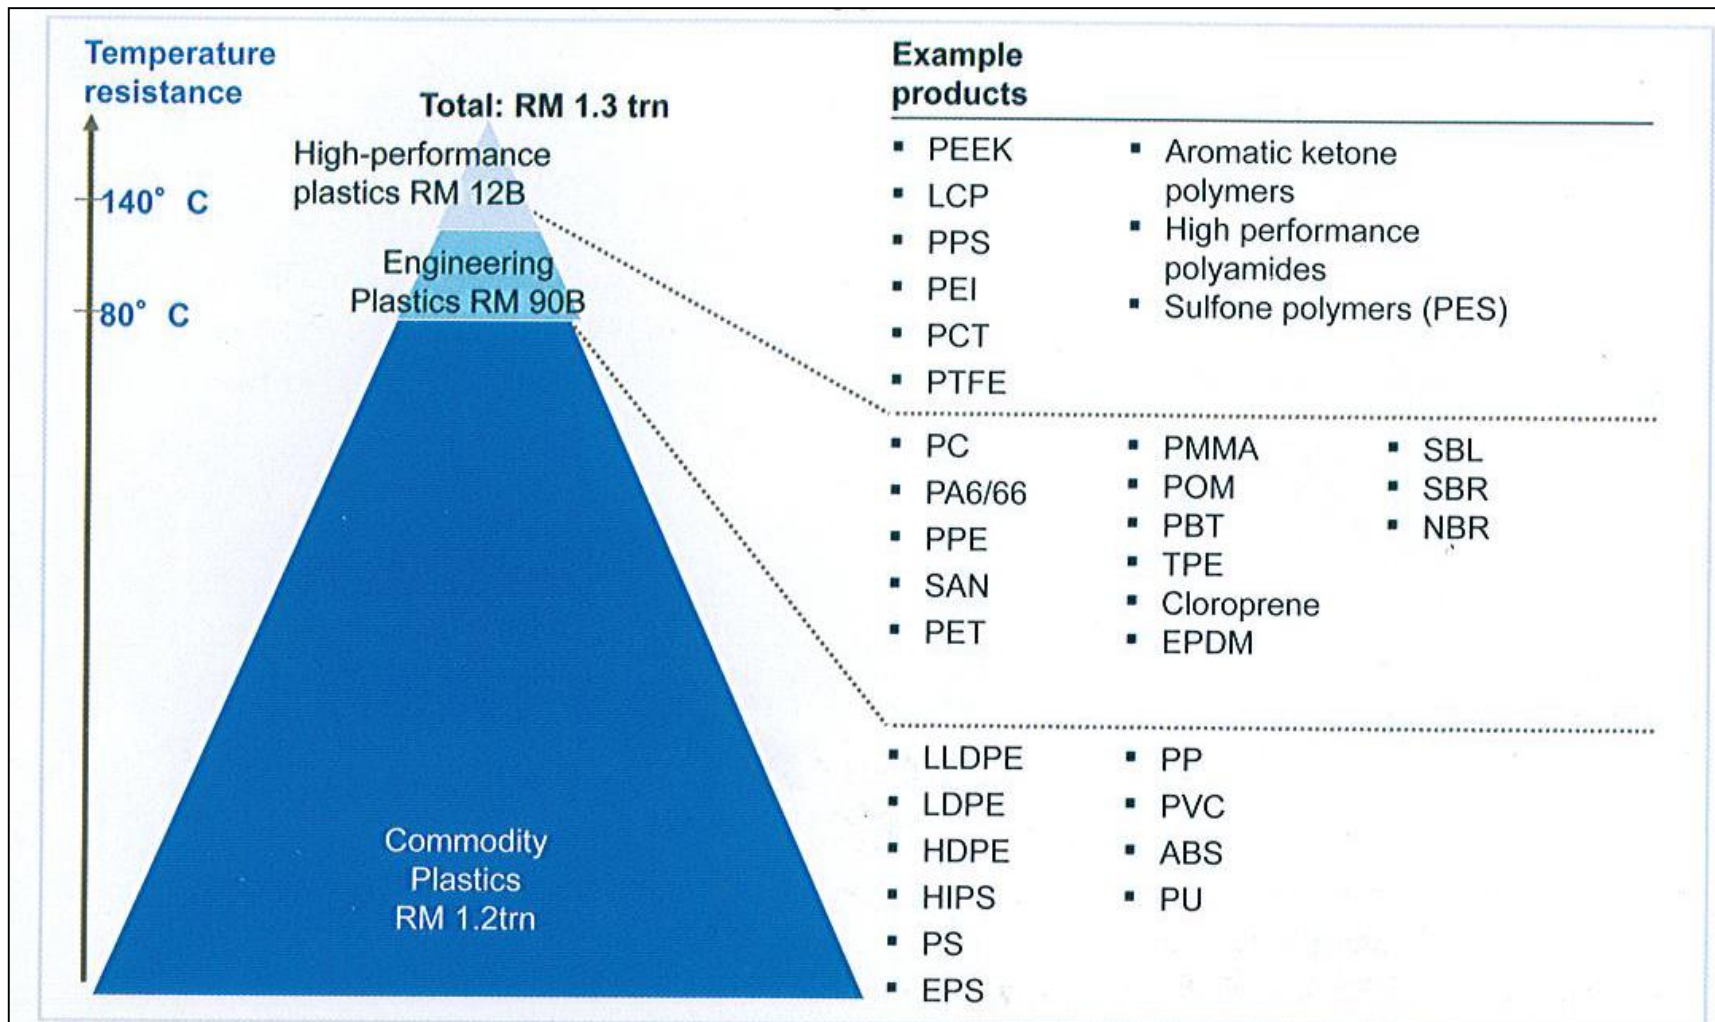 Temperature
resistance
Total: RM 1.3 trn
High-performance
plastics RM 12B
140° C
Engineering
Plastics RM 90B
80° C
Commodity
Plastics
RM 1.2trn
Example
products
PEEK
LCP
PPS
PEI
PCT
PTFE
Aromatic ketone
polymers
High performance
polyamides
Sulfone polymers (PES)
PC
PA6/66
PPE
SAN
PET
PMMA
POM
PBT
TPE
Cloroprene
EPDM
SBL
SBR
NBR
LLDPE
LDPE
HDPE
HIPS
PS
EPS
PP
PVC
ABS
PU